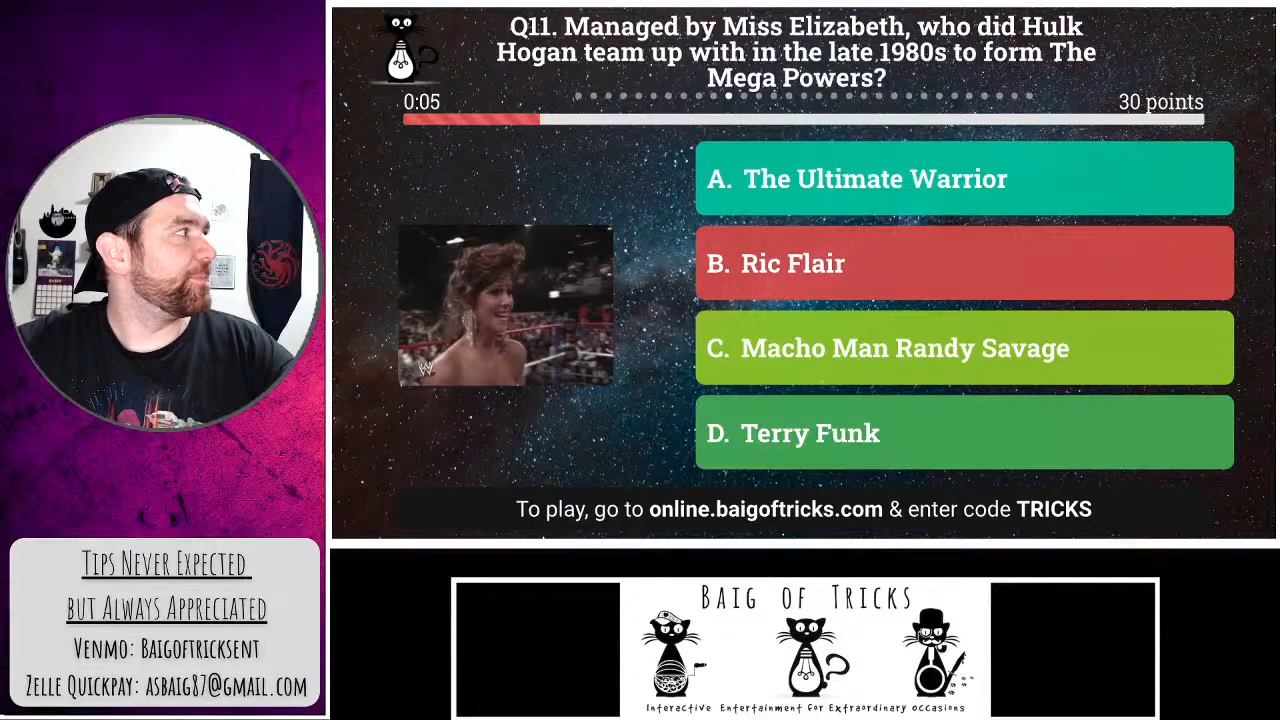 Q11. Managed by Miss Elizabeth, who did Hulk
Hogan team up with in the late 1980s to form The
Mega Powers?
0:05
30 points
A. The Ultimate Warrior
B. Ric Flair
C. Macho Man Randy Savage
D. Terry Funk
To play, go to online.baigoftricks.com & enter code TRICKS
Tips Never Expected
but Always Appreciated
Venmo: Baigoftricksent
Zelle Quickpay: asbaig87@gmail.com
Baig of Tricks
Interactive Entertainment for Extraordinary Occasions